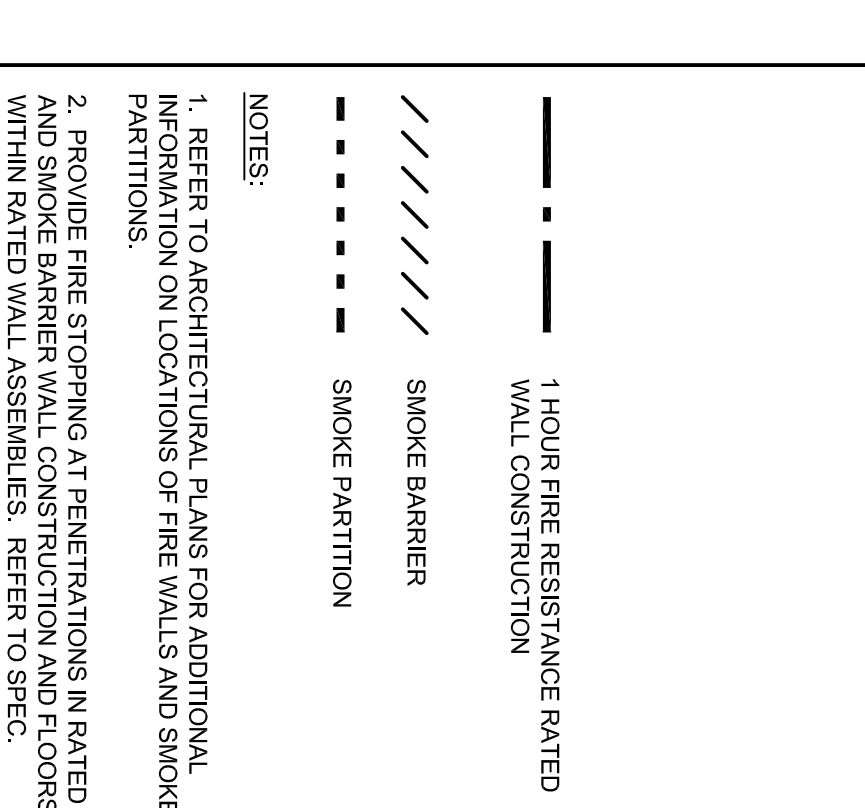 1 HOUR FIRE RESISTANCE RATED
WALL CONSTRUCTION
SMOKE BARRIER
SMOKE PARTITION
NOTES:
1. REFER TO ARCHITECTURAL PLANS FOR ADDITIONAL
INFORMATION ON LOCATIONS OF FIRE WALLS AND SMOKE
PARTITIONS.
2. PROVIDE FIRE STOPPING AT PENETRATIONS IN RATED
AND SMOKE BARRIER WALL CONSTRUCTION AND FLOORS
WITHIN RATED WALL ASSEMBLIES. REFER TO SPEC.